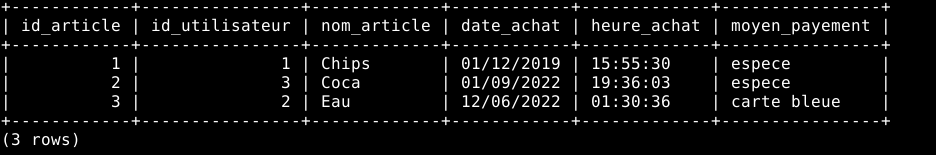 +------------+----------------+-------------+------------+-------------+----------------+
| id_article | id_utilisateur | nom_article | date_achat | heure_achat | moyen_payement |
+------------+----------------+-------------+------------+-------------+----------------+
|          1 |              1 | Chips       | 01/12/2019 | 15:55:30    | espece         |
|          2 |              3 | Coca        | 01/09/2022 | 19:36:03    | espece         |
|          3 |              2 | Eau         | 12/06/2022 | 01:30:36    | carte bleue    |
+------------+----------------+-------------+------------+-------------+----------------+
(3 rows)